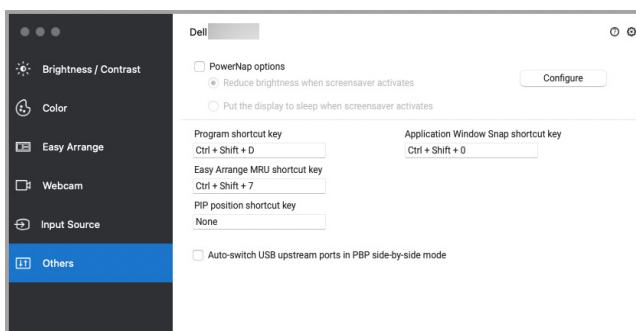 Dell
Brightness / Contrast
Color
Easy Arrange
Webcam
Input Source
Others
PowerNap options
Reduce brightness when screensaver activates
Configure
Put the display to sleep when screensaver activates
Program shortcut key
Application Window Snap shortcut key
Ctrl + Shift + D
Ctrl + Shift + 0
Easy Arrange MRU shortcut key
Ctrl + Shift + 7
PIP position shortcut key
None
Auto-switch USB upstream ports in PBP side-by-side mode